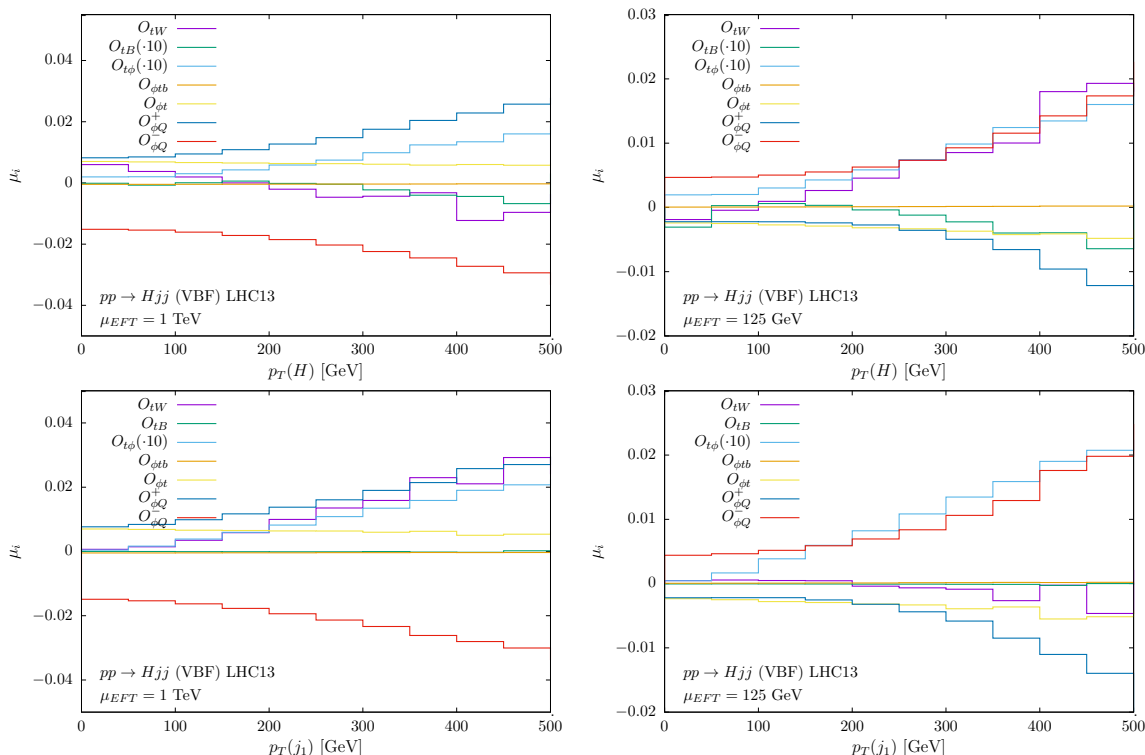 0.04
0.02
0
−0.02
−0.04
μ_i
O_{tW}
O_{tB}(·10)
O_{tϕ}(·10)
O_{ϕtb}
O_{ϕt}
O^+_{ϕQ}
O^-_{ϕQ}
pp → Hjj (VBF) LHC13
μ_{EFT} = 1 TeV
0 100 200 300 400 500
p_T(H) [GeV]
0.03
0.02
0.01
0
−0.01
−0.02
μ_i
O_{tW}
O_{tB}(·10)
O_{tϕ}(·10)
O_{ϕtb}
O_{ϕt}
O^+_{ϕQ}
O^-_{ϕQ}
pp → Hjj (VBF) LHC13
μ_{EFT} = 125 GeV
0 100 200 300 400 500
p_T(H) [GeV]
0.04
0.02
0
−0.02
−0.04
μ_i
O_{tW}
O_{tB}
O_{tϕ}(·10)
O_{ϕtb}
O_{ϕt}
O^+_{ϕQ}
O^-_{ϕQ}
pp → Hjj (VBF) LHC13
μ_{EFT} = 1 TeV
0 100 200 300 400 500
p_T(j_1) [GeV]
0.03
0.02
0.01
0
−0.01
−0.02
μ_i
O_{tW}
O_{tB}
O_{tϕ}(·10)
O_{ϕtb}
O_{ϕt}
O^+_{ϕQ}
O^-_{ϕQ}
pp → Hjj (VBF) LHC13
μ_{EFT} = 125 GeV
0 100 200 300 400 500
p_T(j_1) [GeV]